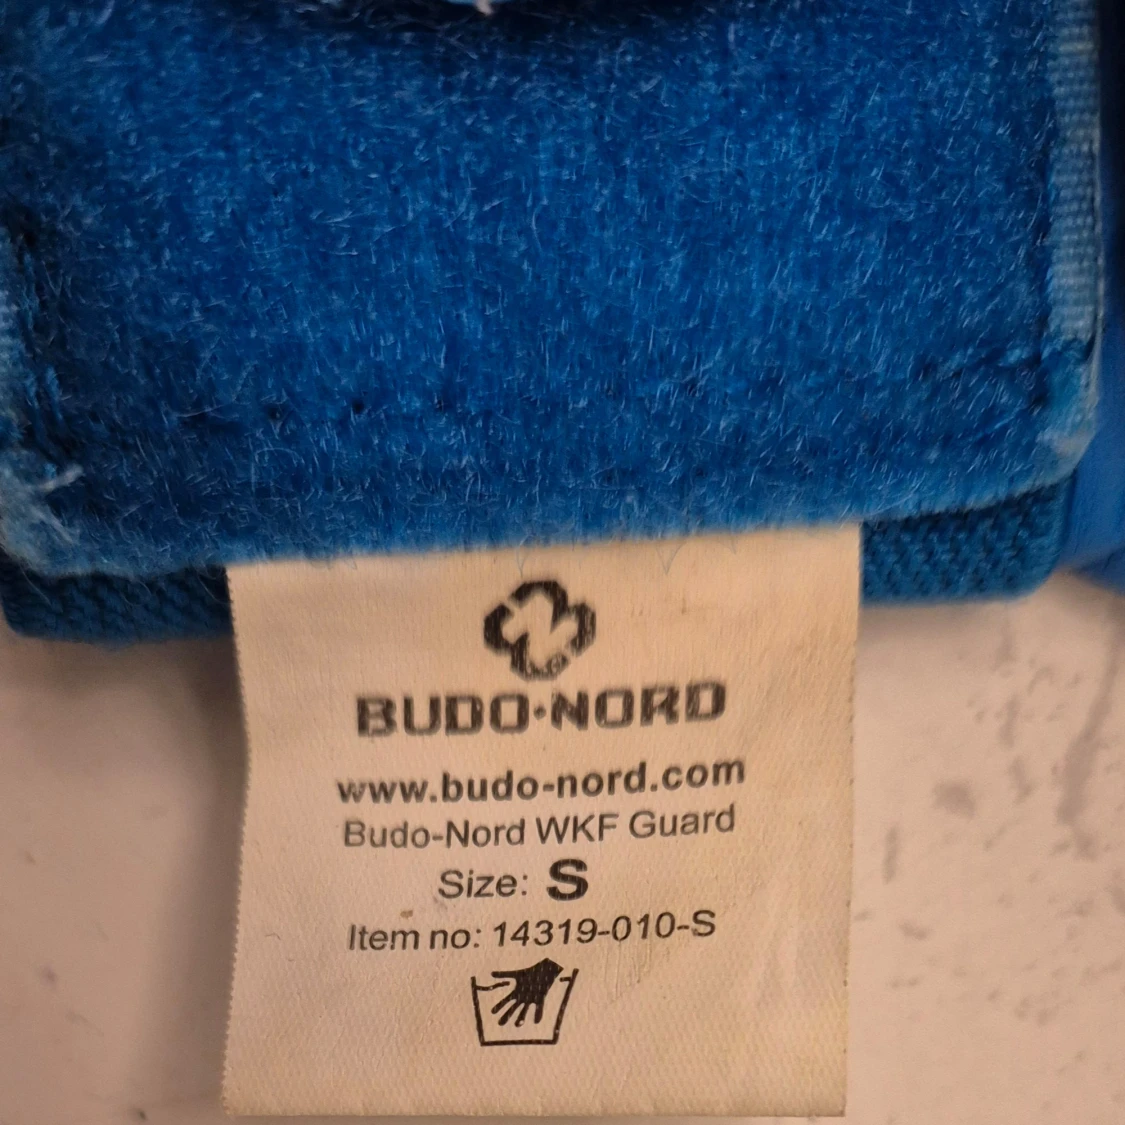 BUDO·NORD
www.budo-nord.com
Budo-Nord WKF Guard
Size: S
Item no: 14319-010-S